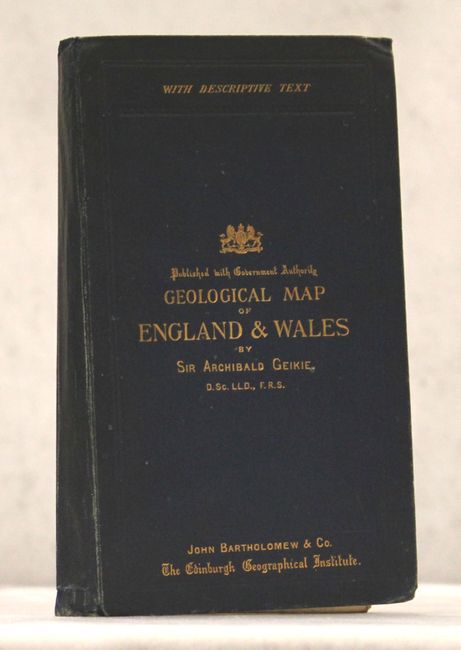 WITH DESCRIPTIVE TEXT
Published with Government Authority
GEOLOGICAL MAP
OF
ENGLAND & WALES
BY
SIR ARCHIBALD GEIKIE.
D.Sc. LL.D., F.R.S.
JOHN BARTHOLOMEW & Co.
The Edinburgh Geographical Institute.